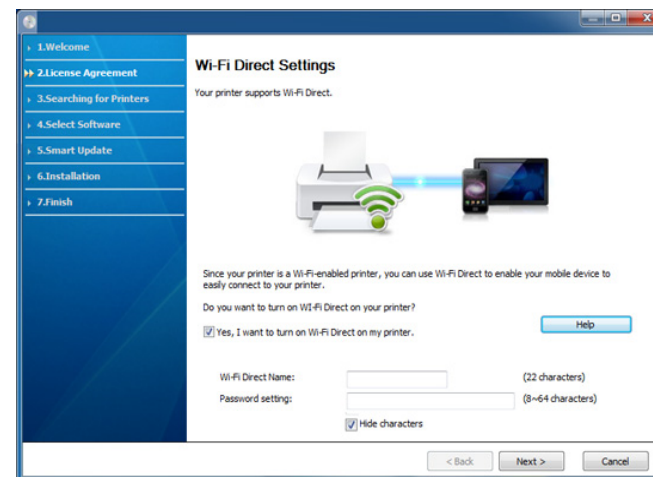 1.Welcome
2.License Agreement
3.Searching for Printers
4.Select Software
5.Smart Update
6.Installation
7.Finish
Wi-Fi Direct Settings
Your printer supports Wi-Fi Direct.
Since your printer is a Wi-Fi-enabled printer, you can use Wi-Fi Direct to enable your mobile device to
easily connect to your printer.
Do you want to turn on WI-Fi Direct on your printer?
Yes, I want to turn on Wi-Fi Direct on my printer.
Help
Wi-Fi Direct Name: (22 characters)
Password setting: (8~64 characters)
Hide characters
< Back Next > Cancel